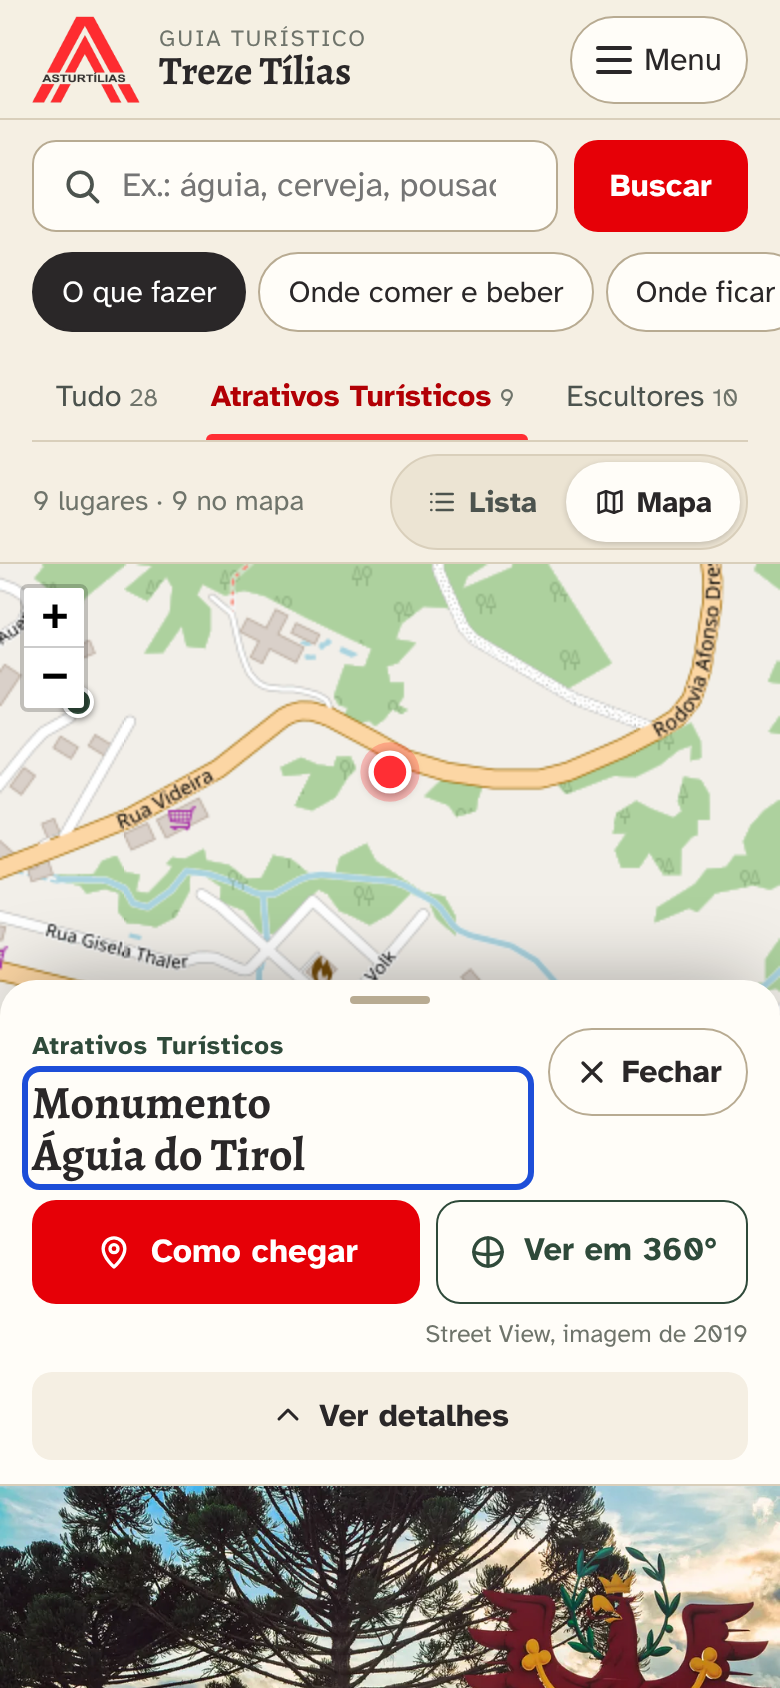 ASTURTÍLIAS
GUIA TURÍSTICO
Treze Tílias
Menu
Ex.: águia, cerveja, pousad
Buscar
O que fazer
Onde comer e beber
Onde ficar
Tudo 28
Atrativos Turísticos 9
Escultores 10
9 lugares · 9 no mapa
Lista
Mapa
+
−
Rodovia Afonso Dre
Rua Videira
Rua Gisela Thaler
Volk
Atrativos Turísticos
Fechar
Monumento
Águia do Tirol
Como chegar
Ver em 360°
Street View, imagem de 2019
Ver detalhes